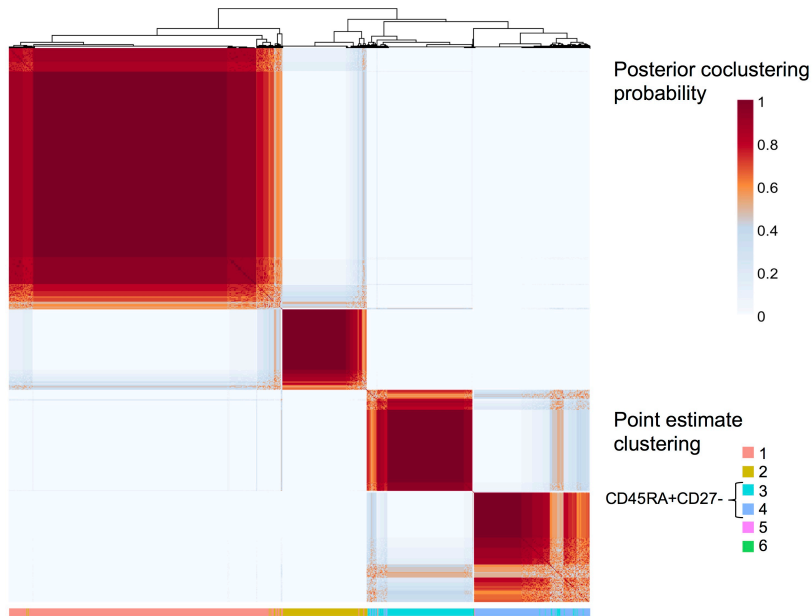 Posterior coclustering
probability
1
0.8
0.6
0.4
0.2
0
Point estimate
clustering
1
2
CD45RA+CD27-
3
4
5
6